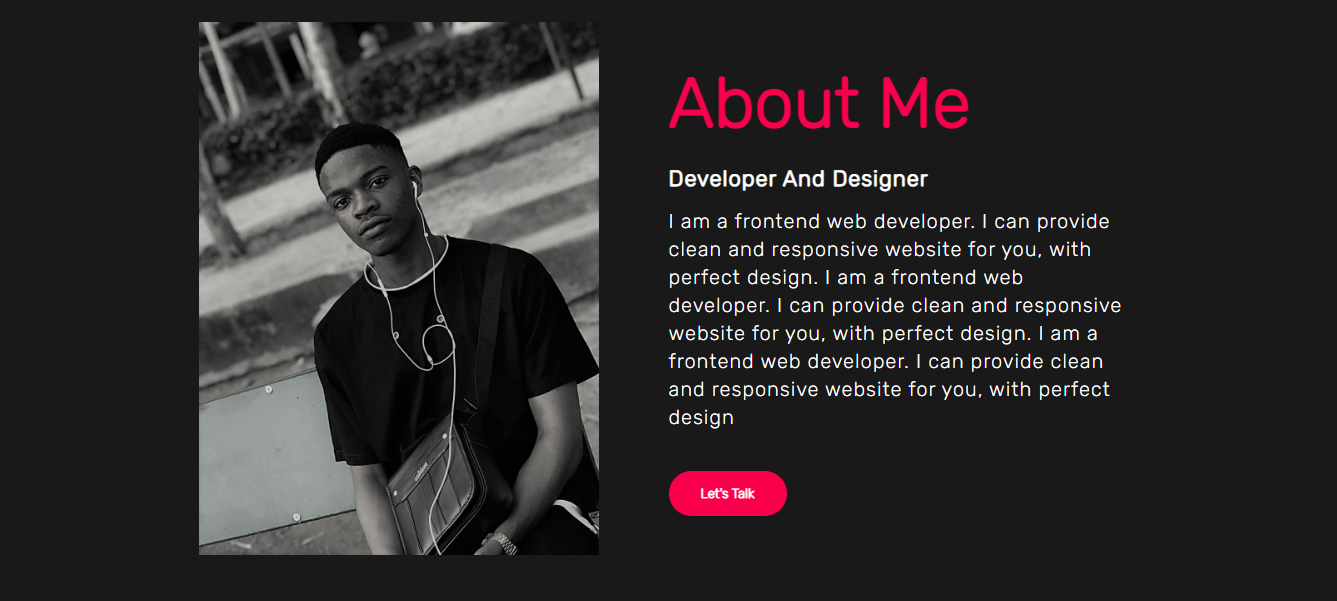 About Me
Developer And Designer
I am a frontend web developer. I can provide
clean and responsive website for you, with
perfect design. I am a frontend web
developer. I can provide clean and responsive
website for you, with perfect design. I am a
frontend web developer. I can provide clean
and responsive website for you, with perfect
design
Let's Talk